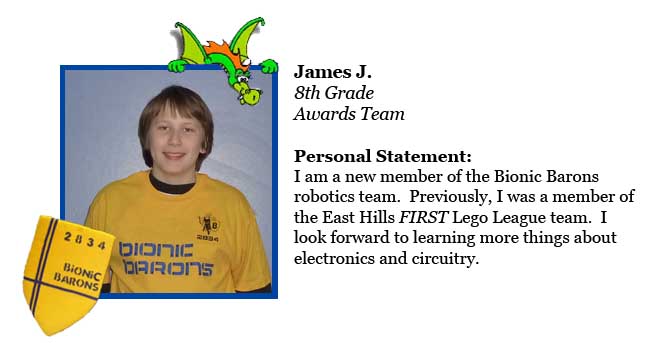 James J.
8th Grade
Awards Team
Personal Statement:
I am a new member of the Bionic Barons
robotics team.  Previously, I was a member of
the East Hills FIRST Lego League team.  I
look forward to learning more things about
electronics and circuitry.
2834
BiONiC
BARONS
2834
BIONIC
BARONS